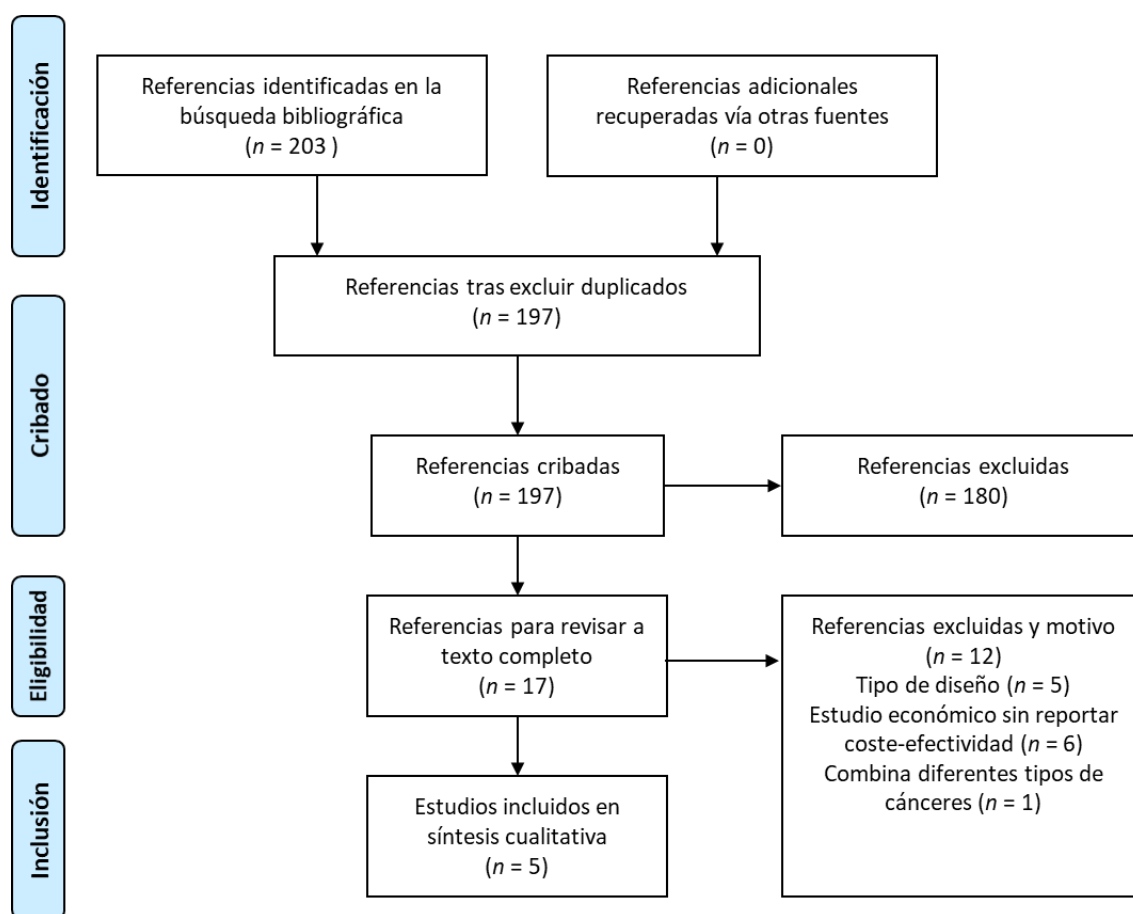 Identificación
Referencias identificadas en la
búsqueda bibliográfica
(n = 203 )
Referencias adicionales
recuperadas vía otras fuentes
(n = 0)
Referencias tras excluir duplicados
(n = 197)
Cribado
Referencias cribadas
(n = 197)
Referencias excluidas
(n = 180)
Eligibilidad
Referencias para revisar a
texto completo
(n = 17)
Referencias excluidas y motivo
(n = 12)
Tipo de diseño (n = 5)
Estudio económico sin reportar
coste-efectividad (n = 6)
Combina diferentes tipos de
cánceres (n = 1)
Inclusión
Estudios incluidos en
síntesis cualitativa
(n = 5)